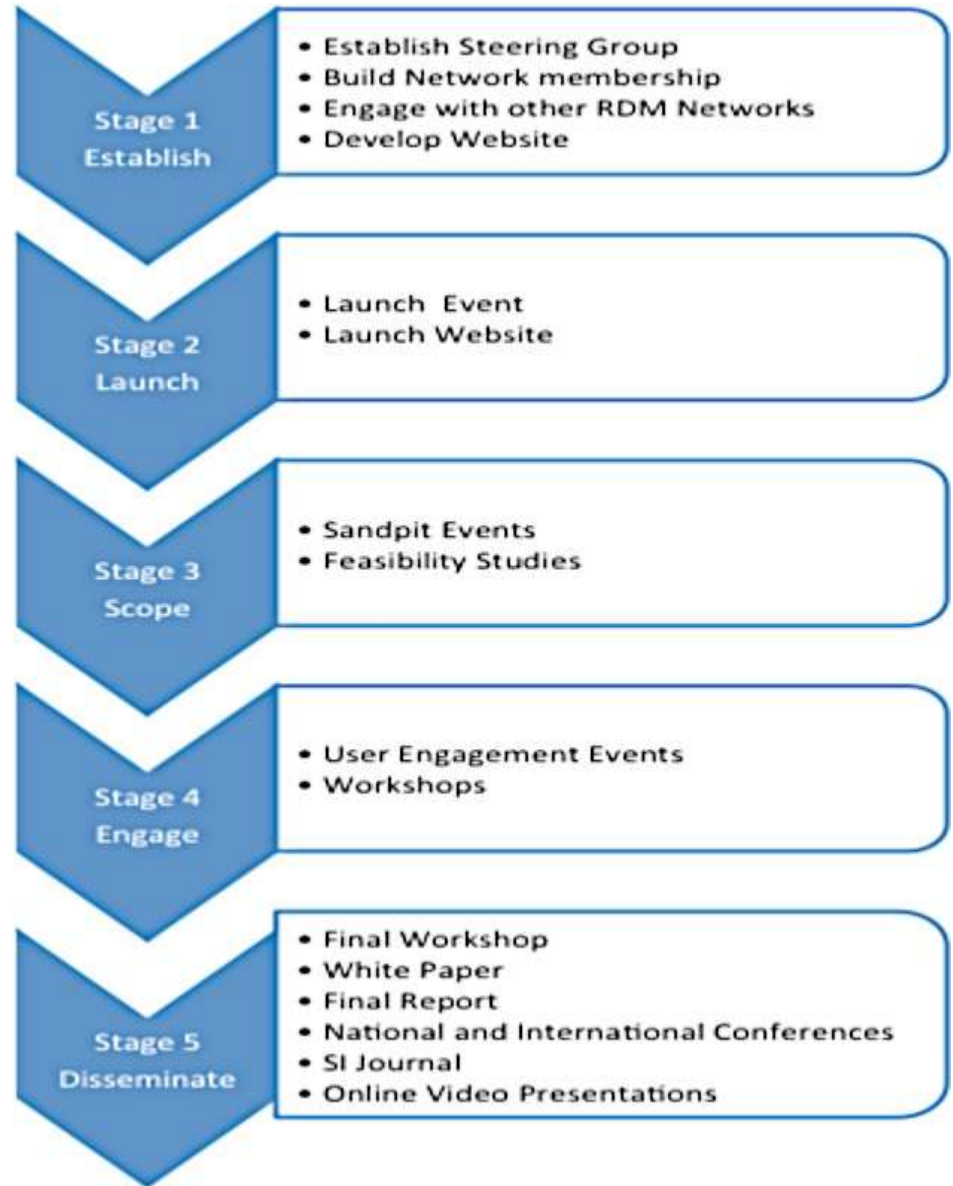 Stage 1
Establish
• Establish Steering Group
• Build Network membership
• Engage with other RDM Networks
• Develop Website
Stage 2
Launch
• Launch Event
• Launch Website
Stage 3
Scope
• Sandpit Events
• Feasibility Studies
Stage 4
Engage
• User Engagement Events
• Workshops
Stage 5
Disseminate
• Final Workshop
• White Paper
• Final Report
• National and International Conferences
• SI Journal
• Online Video Presentations